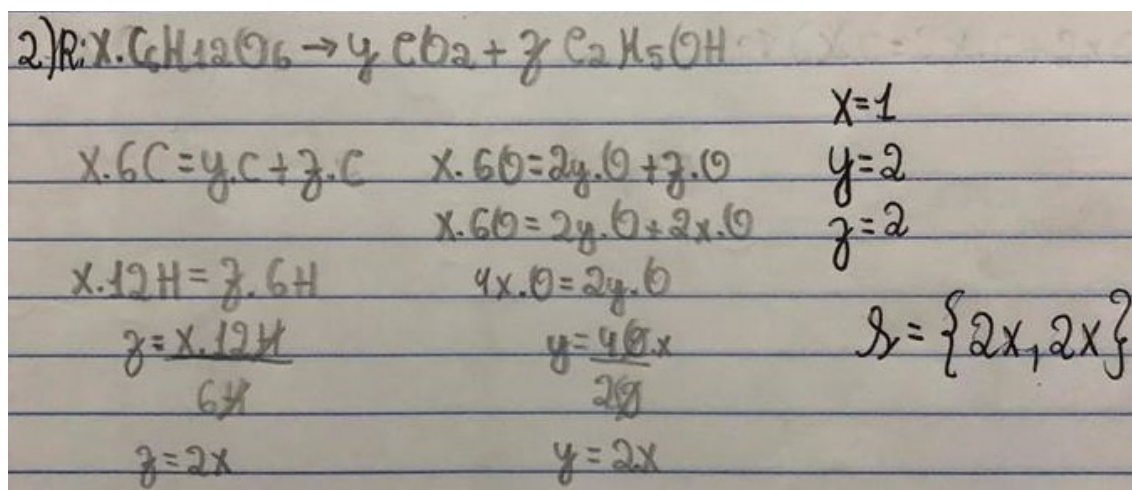 2)R: X.C6H12O6 → y CO2 + z C2H5OH
x=1
X.6C=y.C+z.C
X.6O=2y.O+z.O
y=2
X.6O=2y.O+2x.O
z=2
X.12H=z.6H
4x.O=2y.O
z=X.12H
6H
y=4O.x
2O
S={2x,2x}
z=2x
y=2x